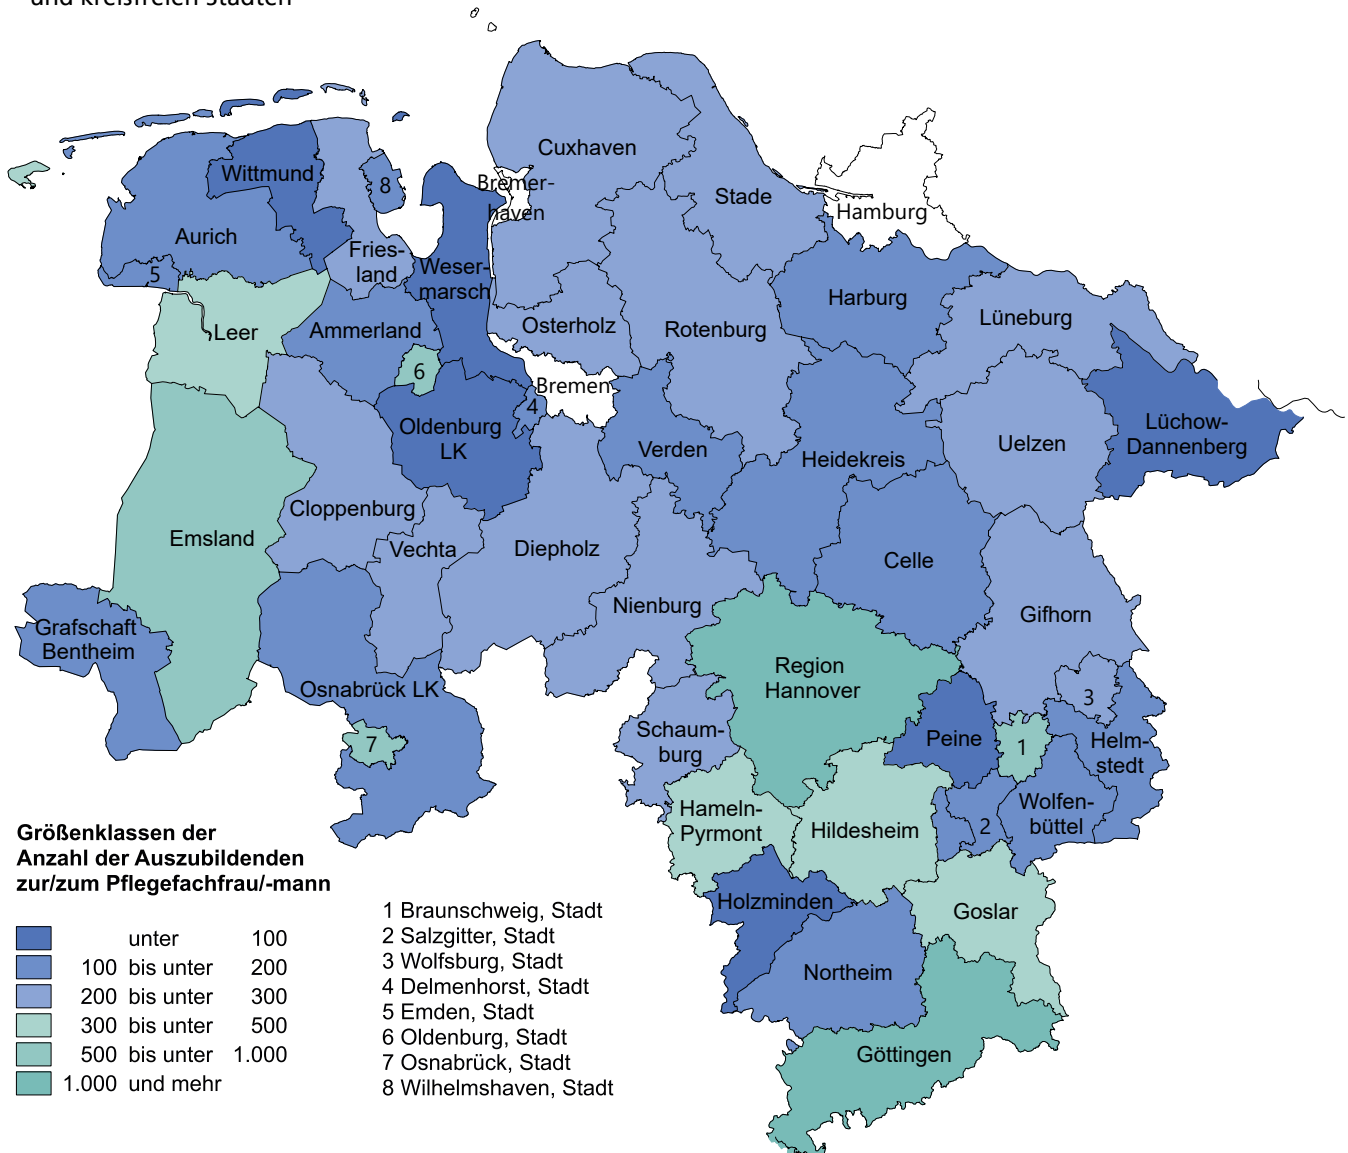 und kreisfreien Städten
Cuxhaven
Wittmund
8
Bremer-
haven
Stade
Hamburg
Aurich
5
Fries-
land
Weser-
marsch
Harburg
Lüneburg
Leer
Ammerland
Osterholz
Rotenburg
6
Bremen
4
Oldenburg
LK
Verden
Heidekreis
Uelzen
Lüchow-
Dannenberg
Cloppenburg
Emsland
Vechta
Diepholz
Celle
Nienburg
Gifhorn
Grafschaft
Bentheim
Region
Hannover
Osnabrück LK
3
7
Schaum-
burg
Peine
1
Helm-
stedt
Hameln-
Pyrmont
Hildesheim
2
Wolfen-
büttel
Holzminden
Goslar
Northeim
Göttingen
Größenklassen der
Anzahl der Auszubildenden
zur/zum Pflegefachfrau/-mann
unter 100
100 bis unter 200
200 bis unter 300
300 bis unter 500
500 bis unter 1.000
1.000 und mehr
1 Braunschweig, Stadt
2 Salzgitter, Stadt
3 Wolfsburg, Stadt
4 Delmenhorst, Stadt
5 Emden, Stadt
6 Oldenburg, Stadt
7 Osnabrück, Stadt
8 Wilhelmshaven, Stadt